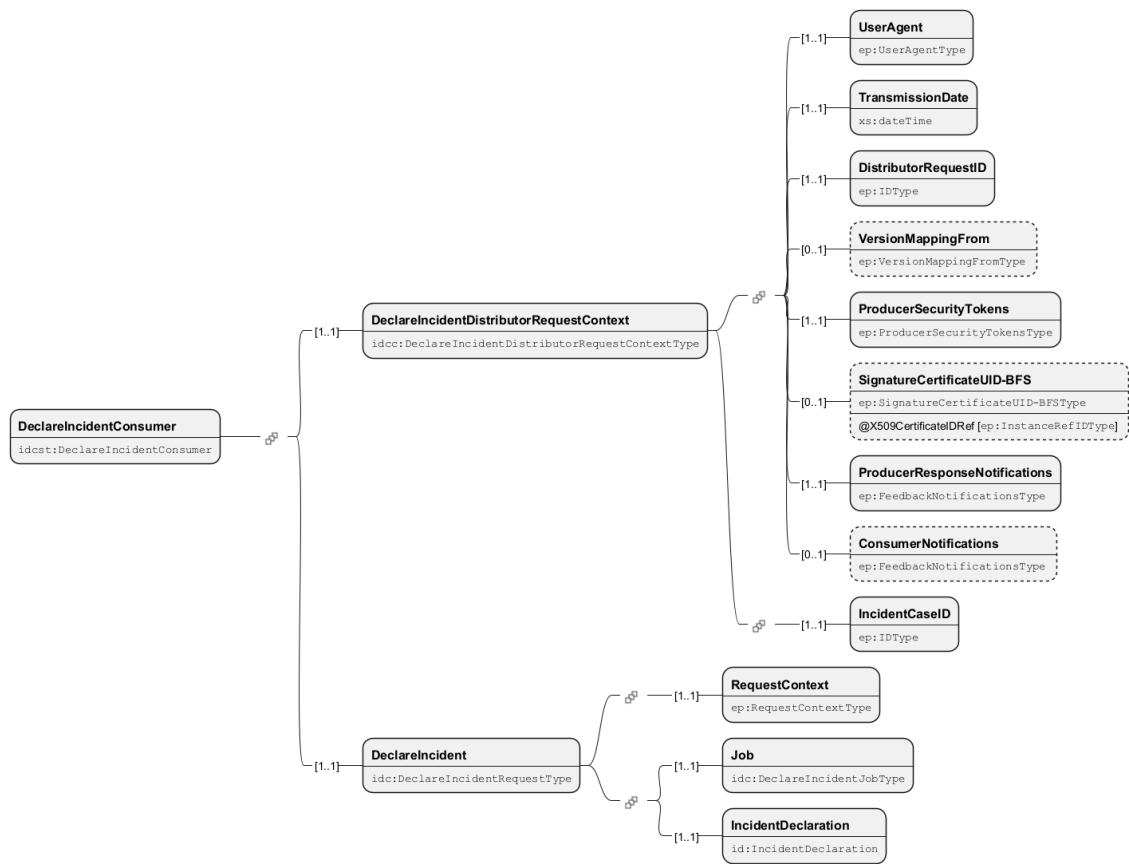 [1..1]
UserAgent
ep:UserAgentType
[1..1]
TransmissionDate
xs:dateTime
[1..1]
DistributorRequestID
ep:IDType
[0..1]
VersionMappingFrom
ep:VersionMappingFromType
[1..1]
DeclareIncidentDistributorRequestContext
idcc:DeclareIncidentDistributorRequestContextType
[1..1]
ProducerSecurityTokens
ep:ProducerSecurityTokensType
[0..1]
SignatureCertificateUID-BFS
ep:SignatureCertificateUID-BFSType
@X509CertificateIDRef [ep:InstanceRefIDType]
DeclareIncidentConsumer
idcst:DeclareIncidentConsumer
[1..1]
ProducerResponseNotifications
ep:FeedbackNotificationsType
[0..1]
ConsumerNotifications
ep:FeedbackNotificationsType
[1..1]
IncidentCaseID
ep:IDType
[1..1]
RequestContext
ep:RequestContextType
[1..1]
DeclareIncident
idc:DeclareIncidentRequestType
[1..1]
Job
idc:DeclareIncidentJobType
[1..1]
IncidentDeclaration
id:IncidentDeclaration